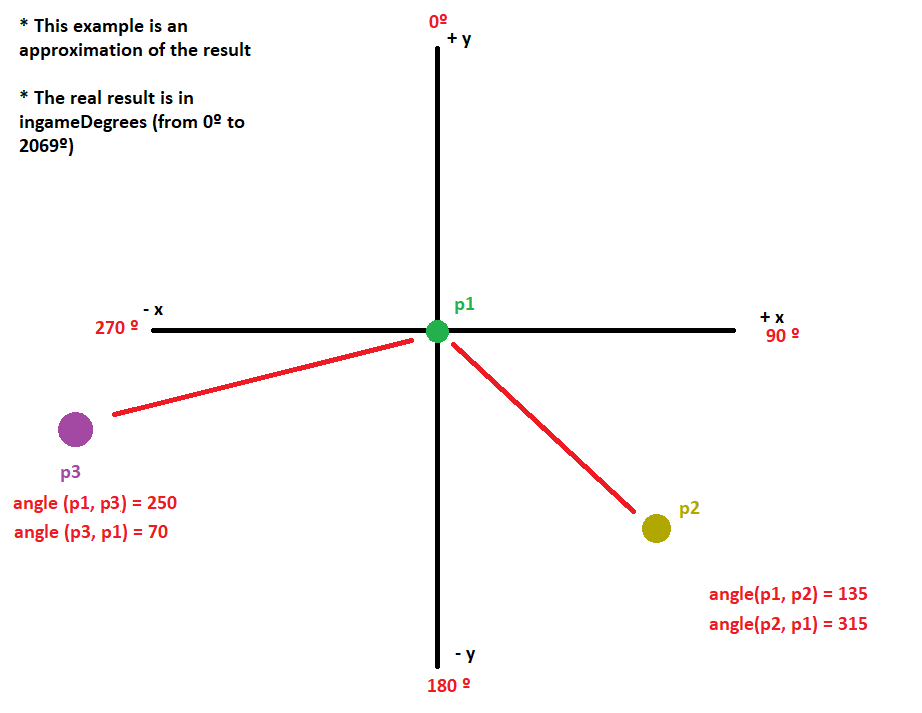 * This example is an
approximation of the result
* The real result is in
ingameDegrees (from 0º to
2069º)
0º
+ y
p1
- x
270 º
+ x
90 º
p3
angle (p1, p3) = 250
angle (p3, p1) = 70
p2
angle(p1, p2) = 135
angle(p2, p1) = 315
- y
180 º